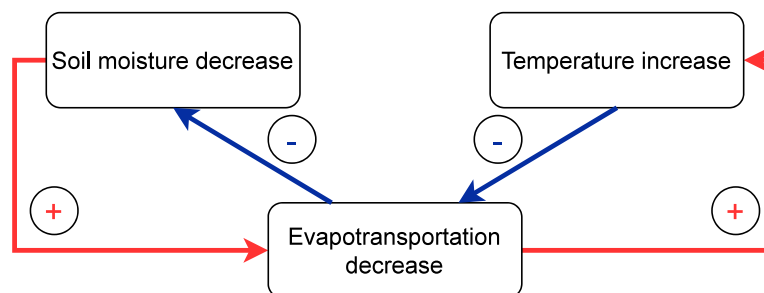 Soil moisture decrease
Temperature increase
-
-
+
+
Evapotransportation
decrease